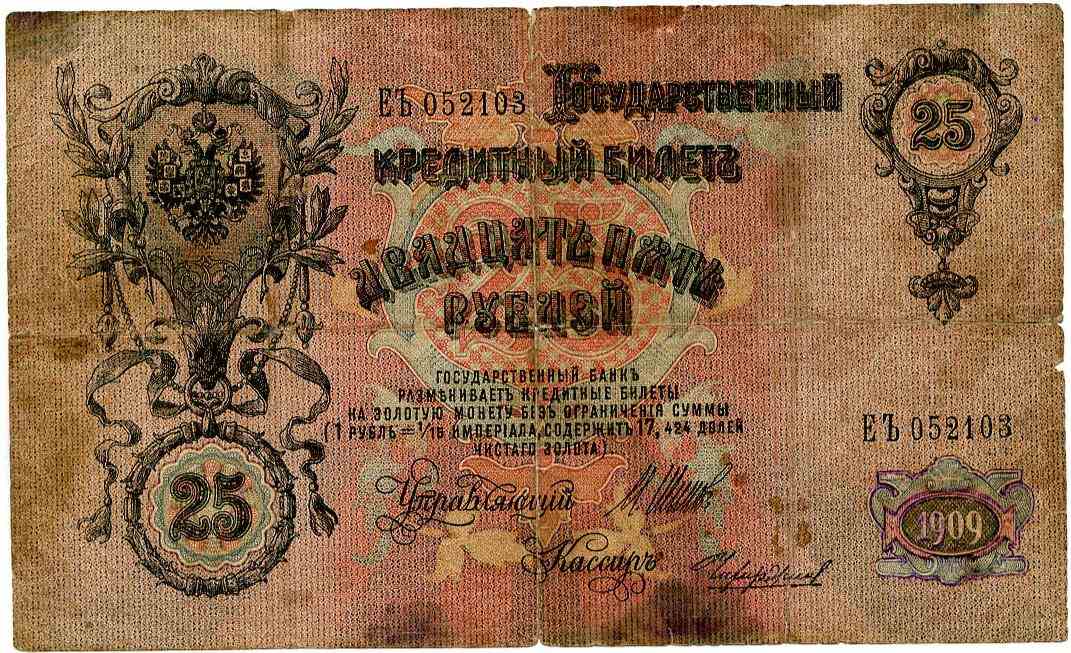 ЕЪ 052103 Государственный
25
кредитный билетъ
Двадцать пять
рублей
Государственный банкъ
размѣниваетъ кредитные билеты
на золотую монету безъ ограниченія суммы
(1 рубль = 1/15 имперіала, содержитъ 17,424 долей
чистаго золота).
ЕЪ 052103
25
Управляющій
Кассиръ
1909